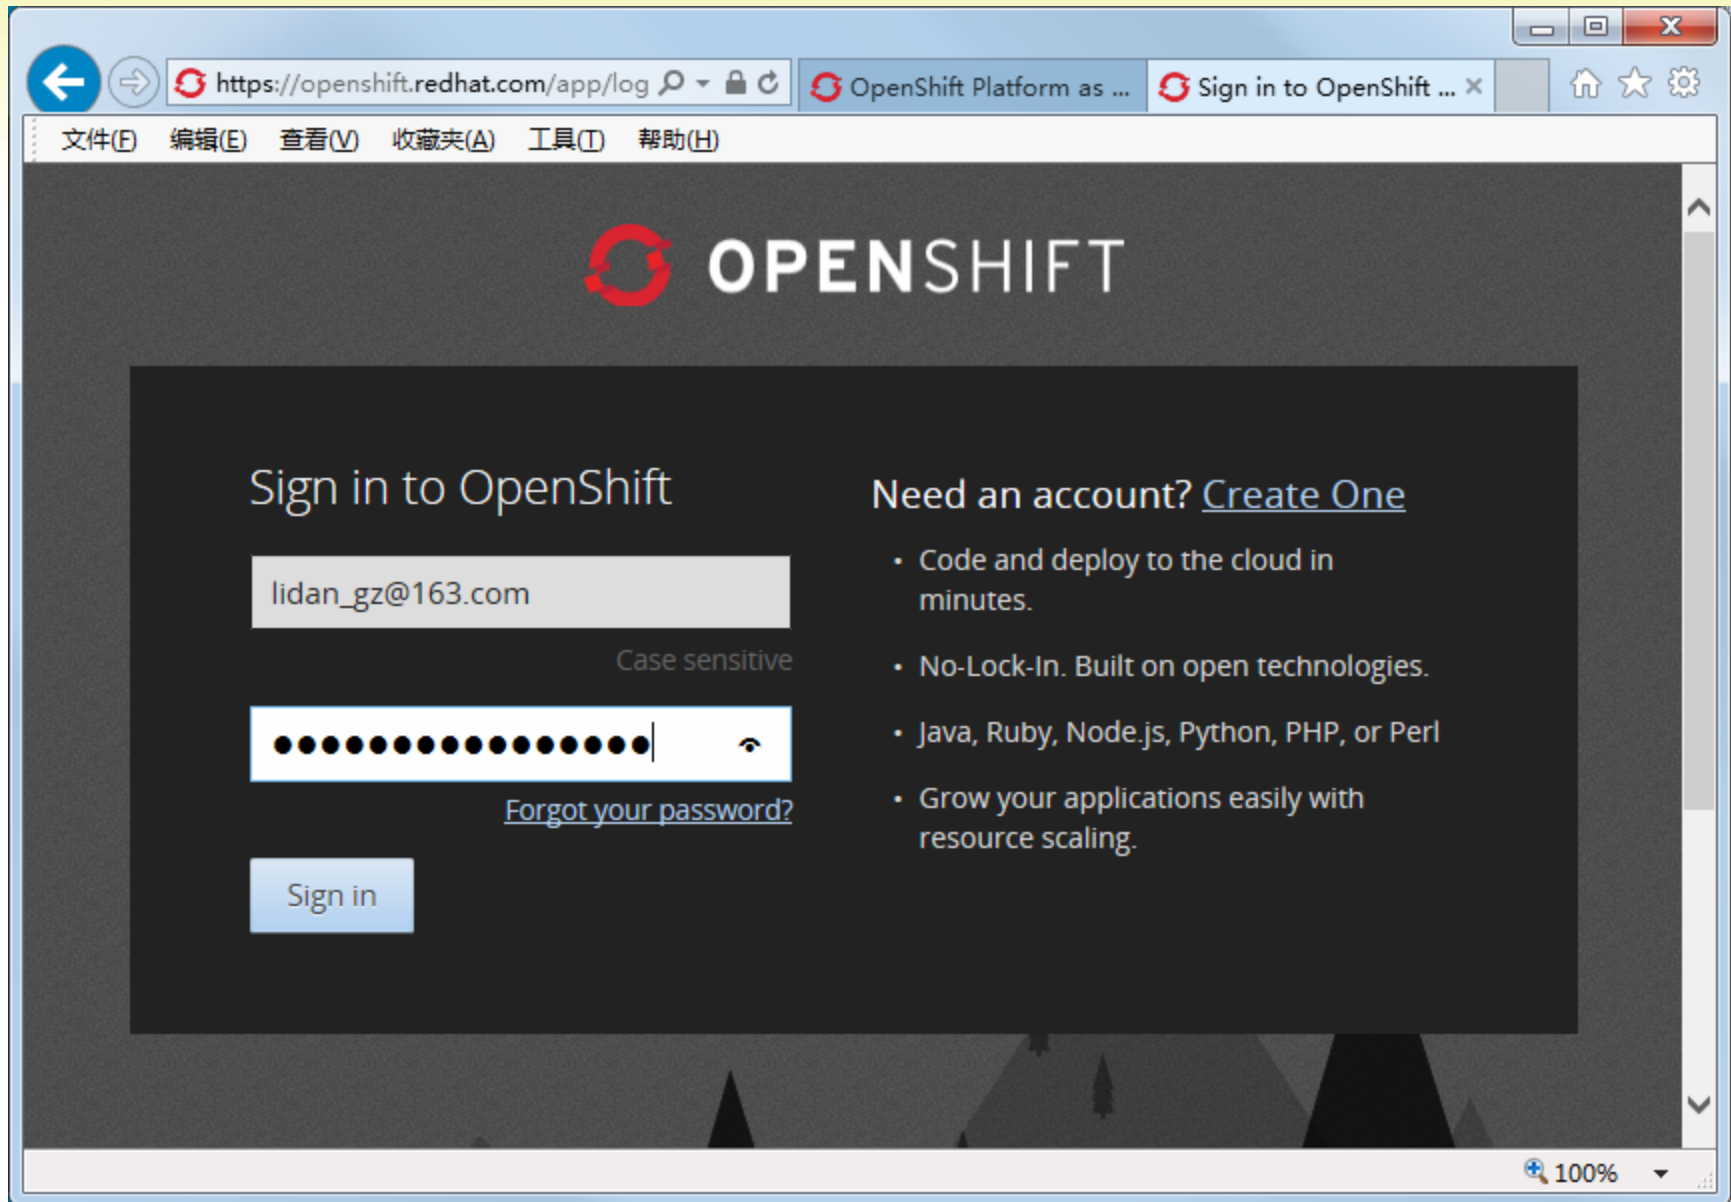 https://openshift.redhat.com/app/log
OpenShift Platform as ...
Sign in to OpenShift ...
文件(F) 编辑(E) 查看(V) 收藏夹(A) 工具(T) 帮助(H)
OPENSHIFT
Sign in to OpenShift
lidan_gz@163.com
Case sensitive
Forgot your password?
Sign in
Need an account? Create One
• Code and deploy to the cloud in
minutes.
• No-Lock-In. Built on open technologies.
• Java, Ruby, Node.js, Python, PHP, or Perl
• Grow your applications easily with
resource scaling.
100%